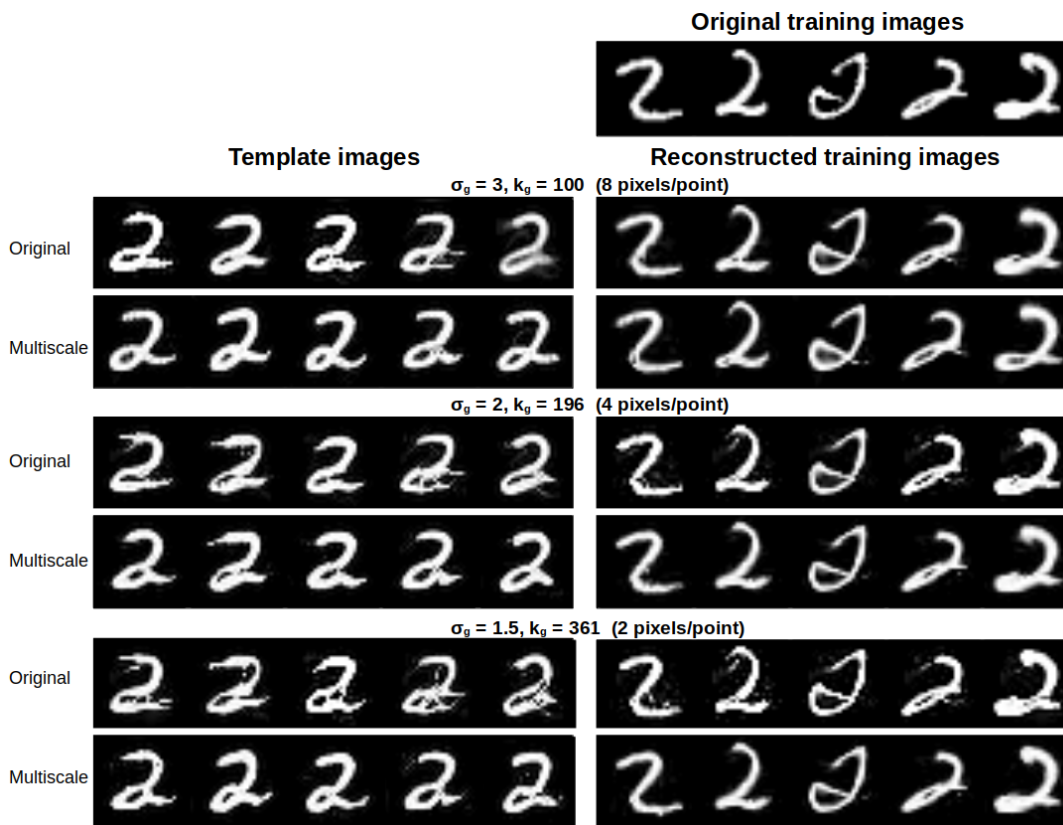 Original training images
Template images
Reconstructed training images
σg = 3, kg = 100 (8 pixels/point)
Original
Multiscale
σg = 2, kg = 196 (4 pixels/point)
Original
Multiscale
σg = 1.5, kg = 361 (2 pixels/point)
Original
Multiscale